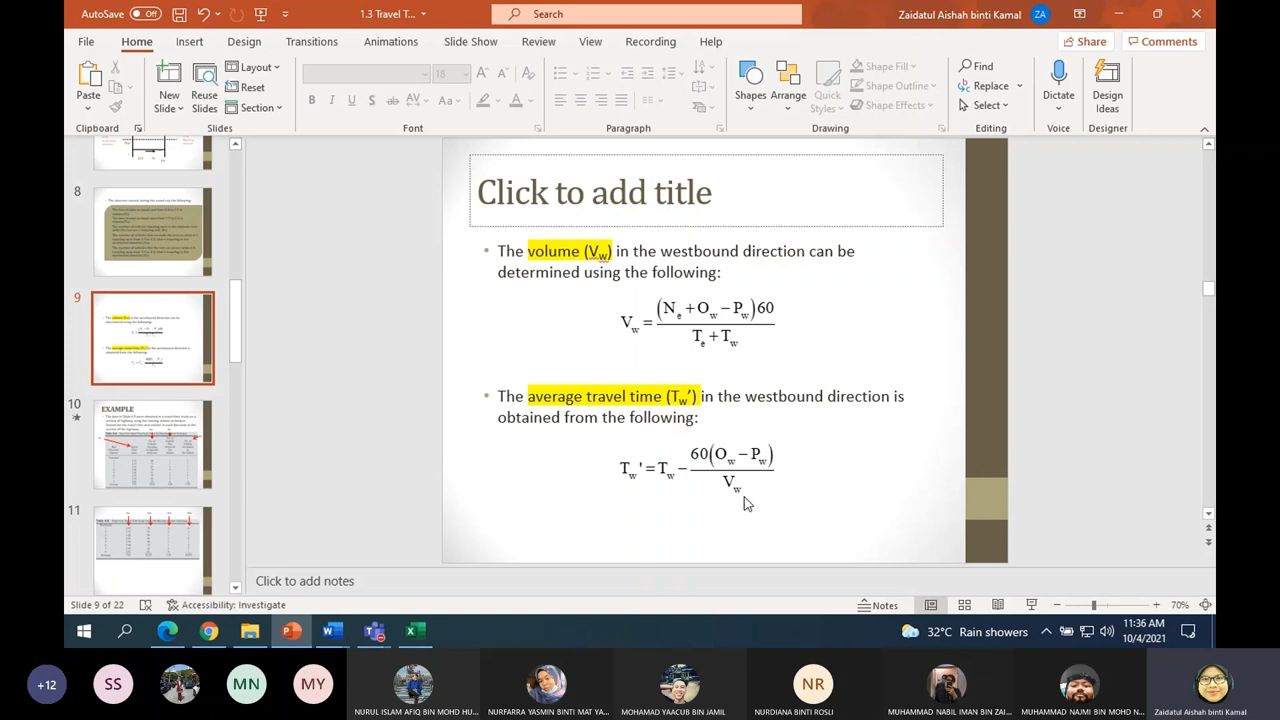 AutoSave Off
1.3 Travel T...
Search
Zaidatul Aishah binti Kamal
ZA
File Home Insert Design Transitions Animations Slide Show Review View Recording Help
Share Comments
Paste
New Slide
Reuse Slides
Layout
Reset
Section
18
Shapes
Arrange
Quick Styles
Shape Fill
Shape Outline
Shape Effects
Find
Replace
Select
Dictate
Design Ideas
Clipboard Slides Font Paragraph Drawing Editing Voice Designer
8
9
10
EXAMPLE
11
Click to add title
• The volume (Vw) in the westbound direction can be
determined using the following:
Vw = (Ne + Ow − Pw)60 / Te + Tw
• The average travel time (Tw') in the westbound direction is
obtained from the following:
Tw' = Tw − 60(Ow − Pw) / Vw
Click to add notes
Slide 9 of 22 Accessibility: Investigate
Notes
70%
32°C Rain showers
11:36 AM
10/4/2021
+12
SS
MN
MY
NR
NURUL ISLAM AFIQ BIN MOHD HU...
NURFARRA YASMIN BINTI MAT YA...
MOHAMAD YAACUB BIN JAMIL
NURDIANA BINTI ROSLI
MUHAMMAD NABIL IMAN BIN ZAI...
MUHAMMAD NAJMI BIN MOHD N...
Zaidatul Aishah binti Kamal